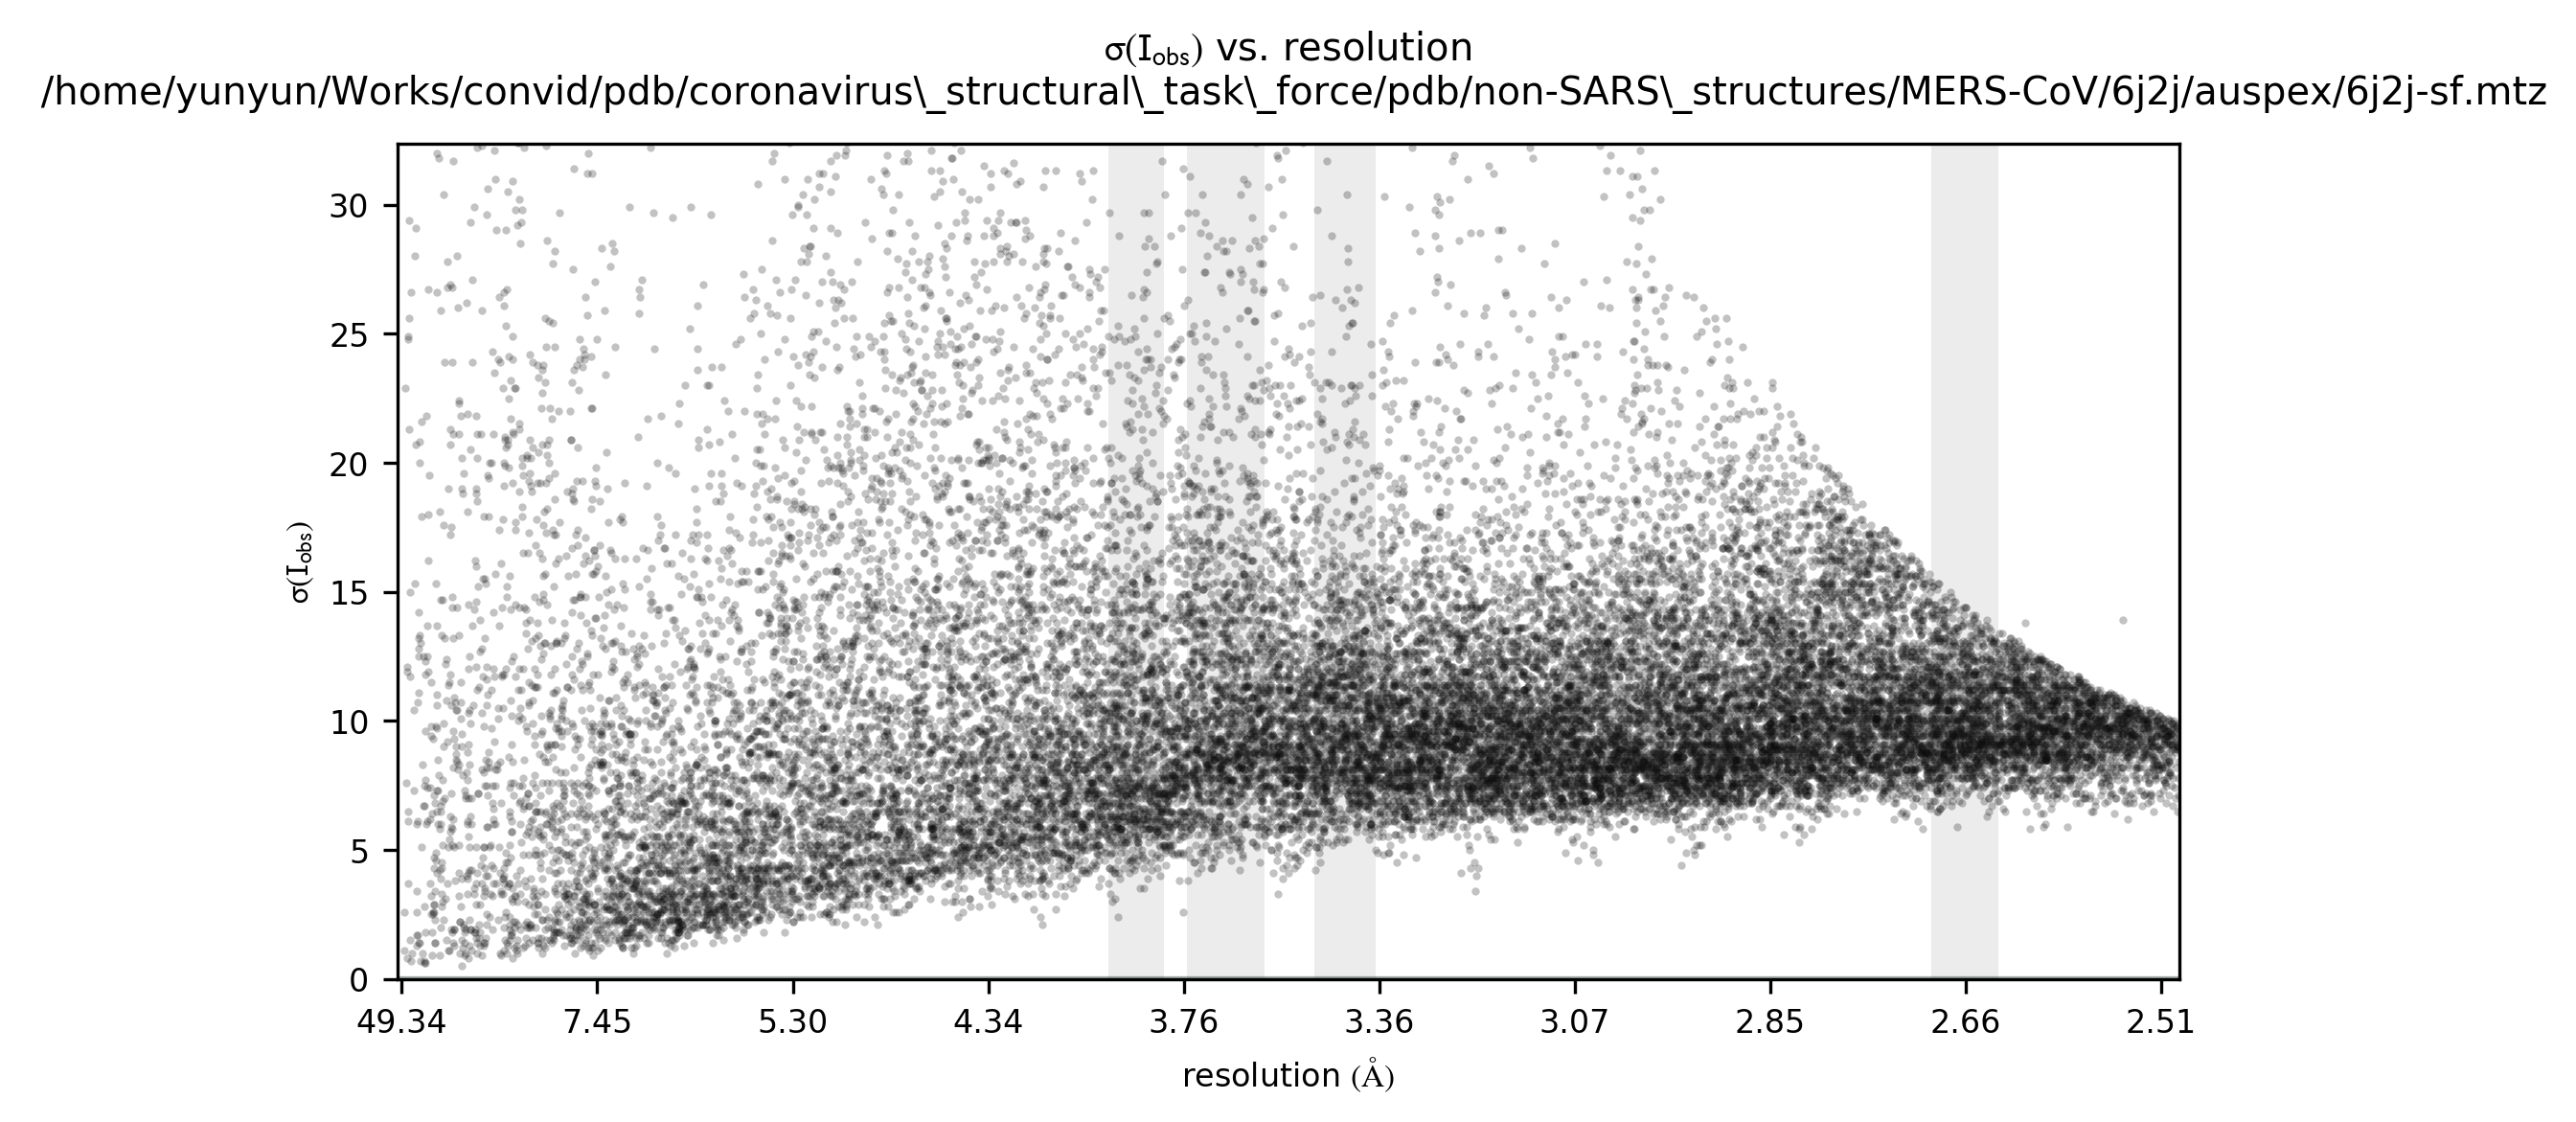 σ(I_obs) vs. resolution
/home/yunyun/Works/convid/pdb/coronavirus\_structural\_task\_force/pdb/non-SARS\_structures/MERS-CoV/6j2j/auspex/6j2j-sf.mtz
σ(I_obs)
30
25
20
15
10
5
0
49.34 7.45 5.30 4.34 3.76 3.36 3.07 2.85 2.66 2.51
resolution (Å)